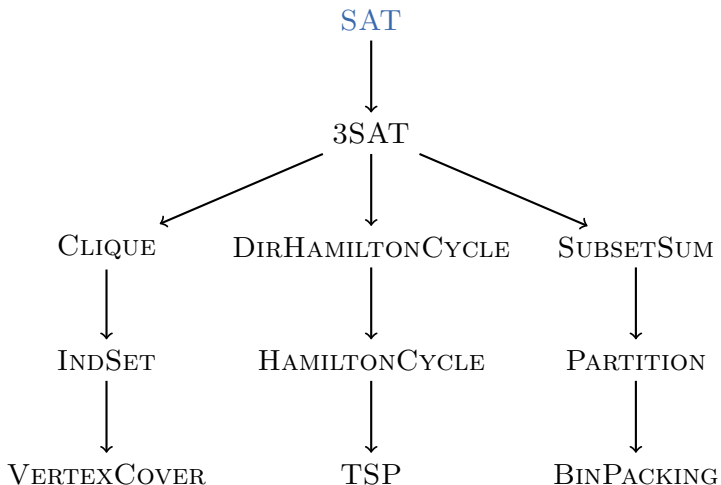 SAT
3SAT
CLIQUE DIRHAMILTONCYCLE SUBSETSUM
INDSET HAMILTONCYCLE PARTITION
VERTEXCOVER TSP BINPACKING